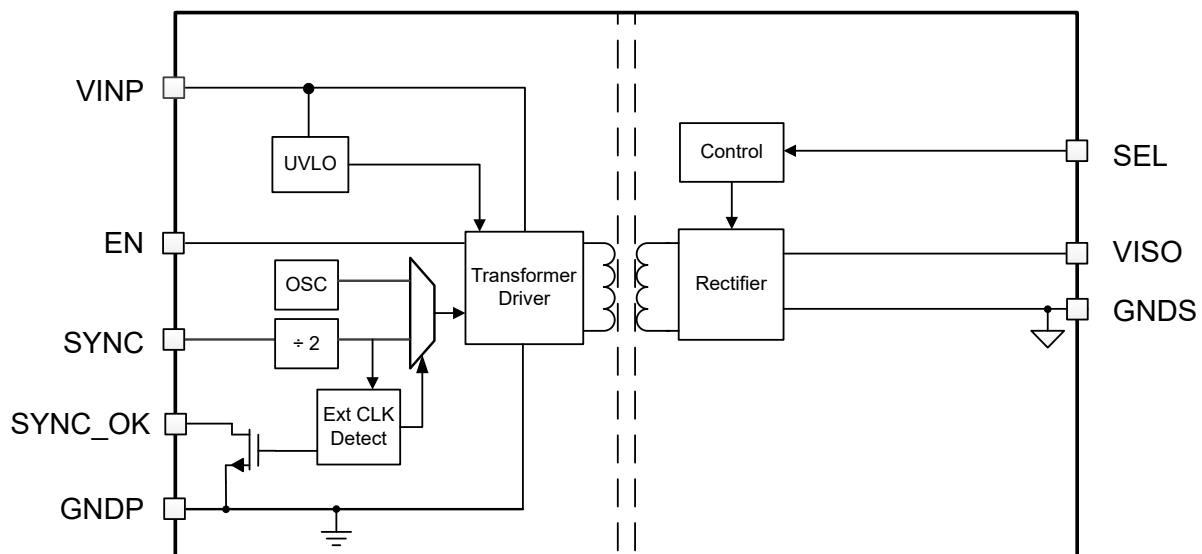 VINP
UVLO
Control
SEL
EN
Transformer
Driver
Rectifier
VISO
OSC
GNDS
SYNC
÷ 2
SYNC_OK
Ext CLK
Detect
GNDP